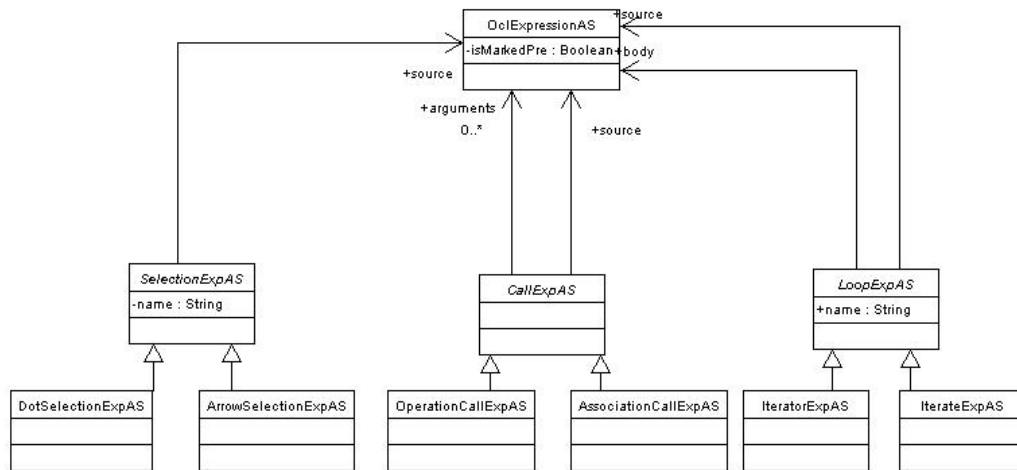 OclExpressionAS
+source
-isMarkedPre : Boolean
+body
+source
+arguments
0..*
+source
SelectionExpAS
-name : String
CallExpAS
LoopExpAS
+name : String
DotSelectionExpAS
ArrowSelectionExpAS
OperationCallExpAS
AssociationCallExpAS
IteratorExpAS
IterateExpAS